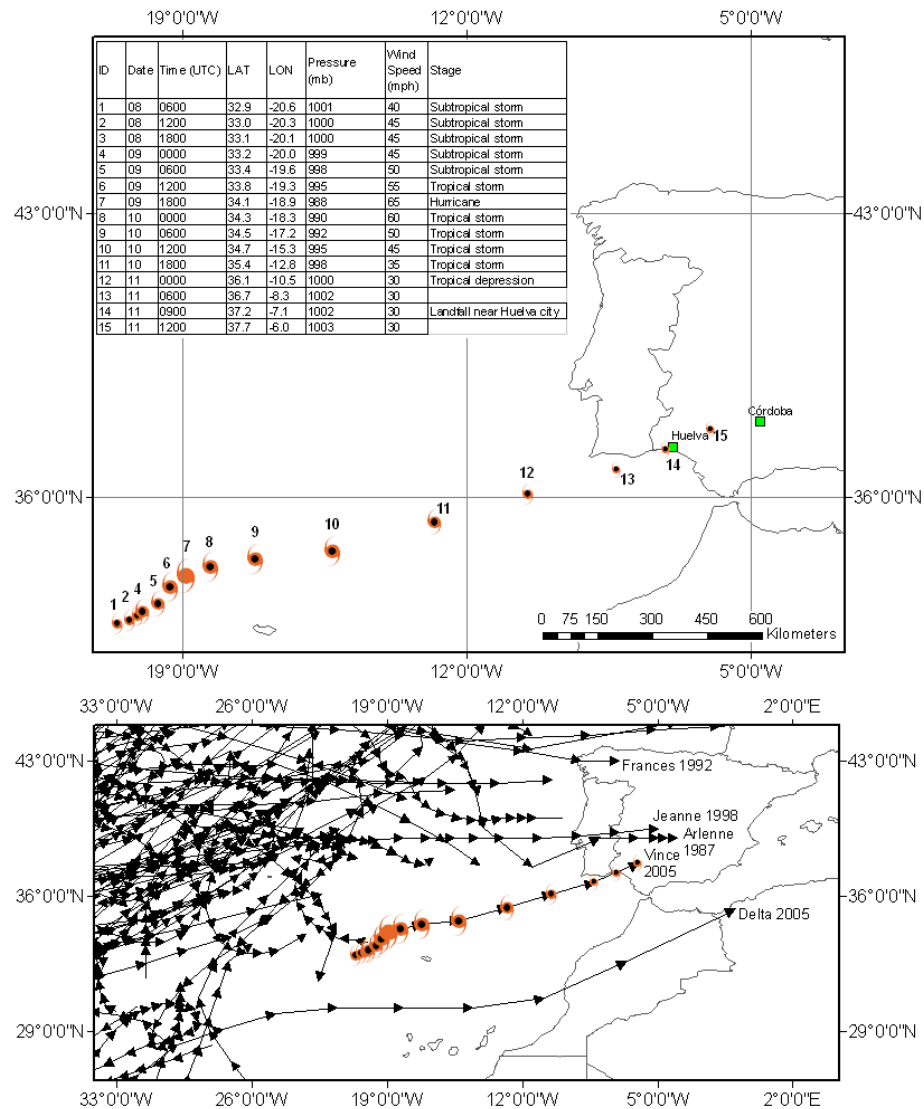 19°0'0"W 12°0'0"W 5°0'0"W
ID Date Time (UTC) LAT LON Pressure (mb) Wind Speed (mph) Stage
1 08 0600 32.9 -20.6 1001 40 Subtropical storm
2 08 1200 33.0 -20.3 1000 45 Subtropical storm
3 08 1800 33.1 -20.1 1000 45 Subtropical storm
4 09 0000 33.2 -20.0 999 45 Subtropical storm
5 09 0600 33.4 -19.6 998 50 Subtropical storm
6 09 1200 33.8 -19.3 995 55 Tropical storm
7 09 1800 34.1 -18.9 988 65 Hurricane
8 10 0000 34.3 -18.3 990 60 Tropical storm
9 10 0600 34.5 -17.2 992 50 Tropical storm
10 10 1200 34.7 -15.3 995 45 Tropical storm
11 10 1800 35.4 -12.8 998 35 Tropical storm
12 11 0000 36.1 -10.5 1000 30 Tropical depression
13 11 0600 36.7 -8.3 1002 30
14 11 0900 37.2 -7.1 1002 30 Landfall near Huelva city
15 11 1200 37.7 -6.0 1003 30
43°0'0"N 43°0'0"N
Córdoba
Huelva 15
14
13
12
36°0'0"N 36°0'0"N
11
10
9
8
7
6
5
4
2
1
0 75 150 300 450 600
Kilometers
19°0'0"W 12°0'0"W 5°0'0"W
33°0'0"W 26°0'0"W 19°0'0"W 12°0'0"W 5°0'0"W 2°0'0"E
43°0'0"N 43°0'0"N
Frances 1992
Jeanne 1998
Arlenne
1987
Vince
2005
36°0'0"N 36°0'0"N
Delta 2005
29°0'0"N 29°0'0"N
33°0'0"W 26°0'0"W 19°0'0"W 12°0'0"W 5°0'0"W 2°0'0"E